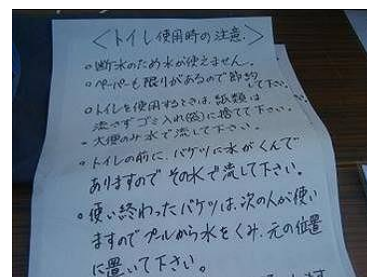 <トイレ使用時の注意>
○断水のため水が使えません。
○ペーパーも限りがあるので節約
して下さい。
○トイレを使用するときは、紙類は
流さずゴミ入れ(袋)に捨てて下さい。
・大便のみ水で流して下さい。
・トイレの前に、バケツに水がくんで
ありますのでその水で流して下さい。
○使い終わったバケツは、次の人が使い
ますのでプールから水をくみ、元の位置
に置いて下さい。